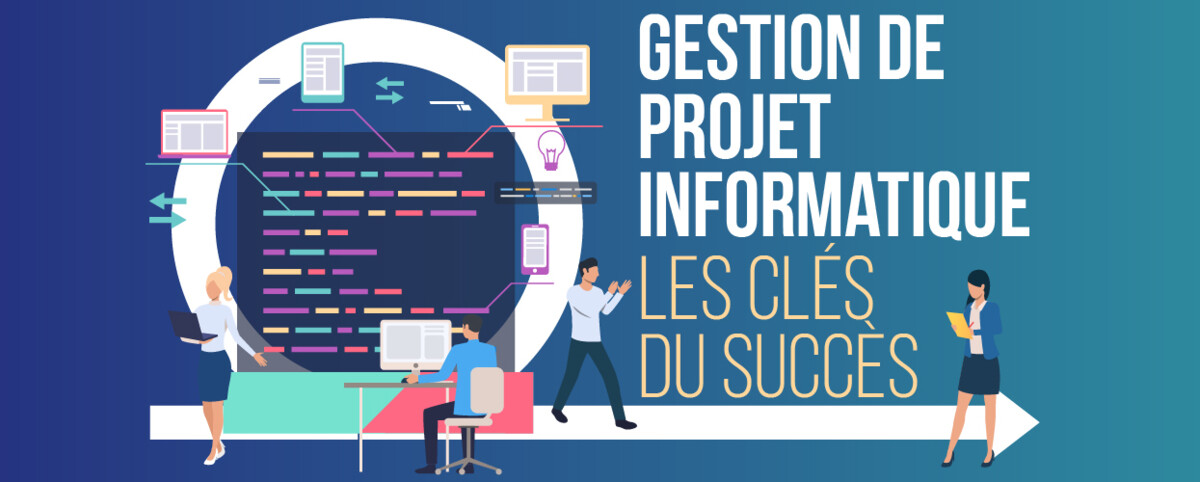 GESTION DE
PROJET
INFORMATIQUE
LES CLÉS
DU SUCCÈS